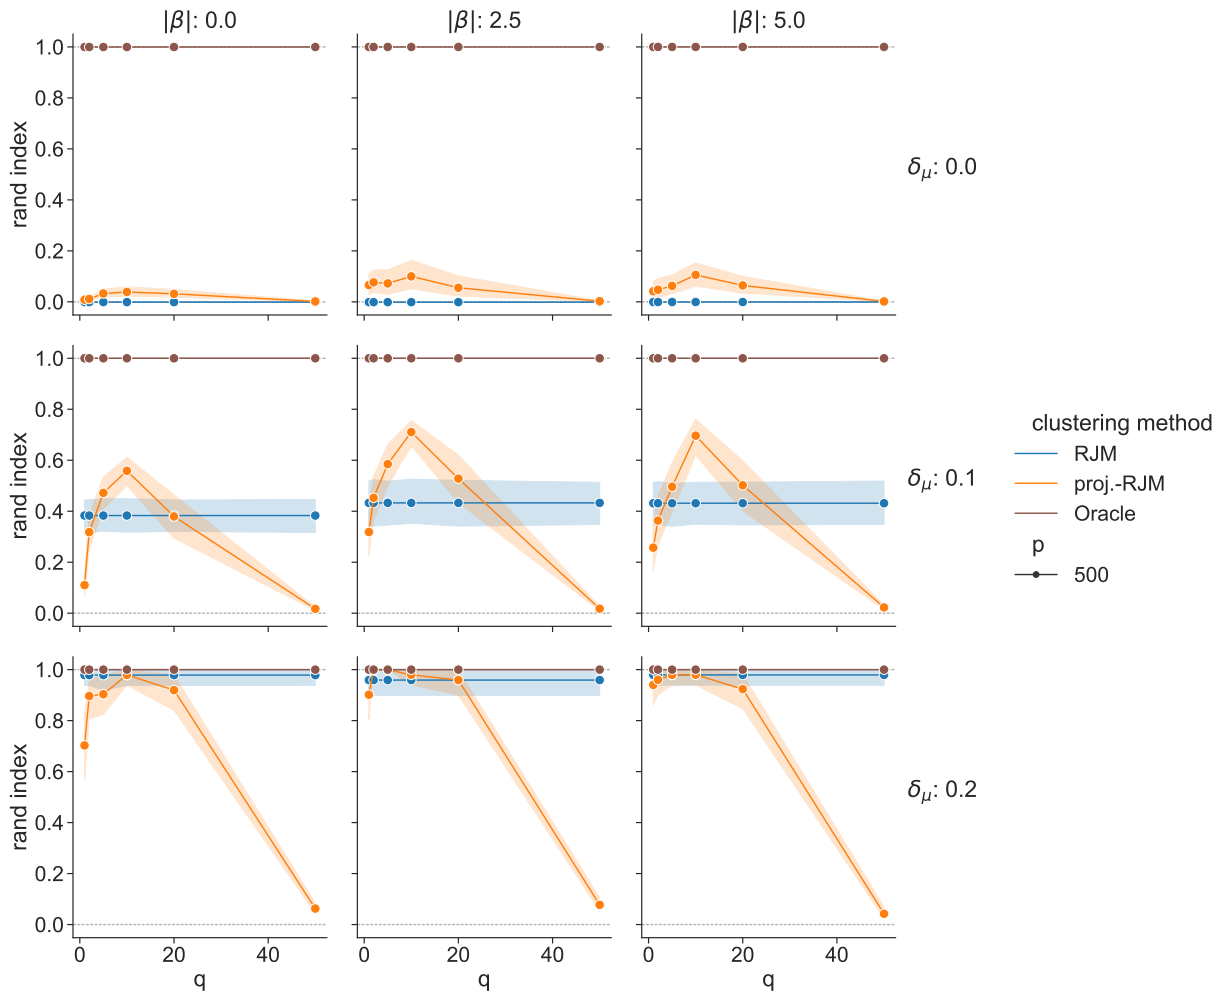 |β|: 0.0 |β|: 2.5 |β|: 5.0
1.0
0.8
0.6
0.4
0.2
0.0
rand index
δμ: 0.0
1.0
0.8
0.6
0.4
0.2
0.0
rand index
δμ: 0.1
clustering method
RJM
proj.-RJM
Oracle
p
500
1.0
0.8
0.6
0.4
0.2
0.0
rand index
δμ: 0.2
0 20 40 0 20 40 0 20 40
q q q